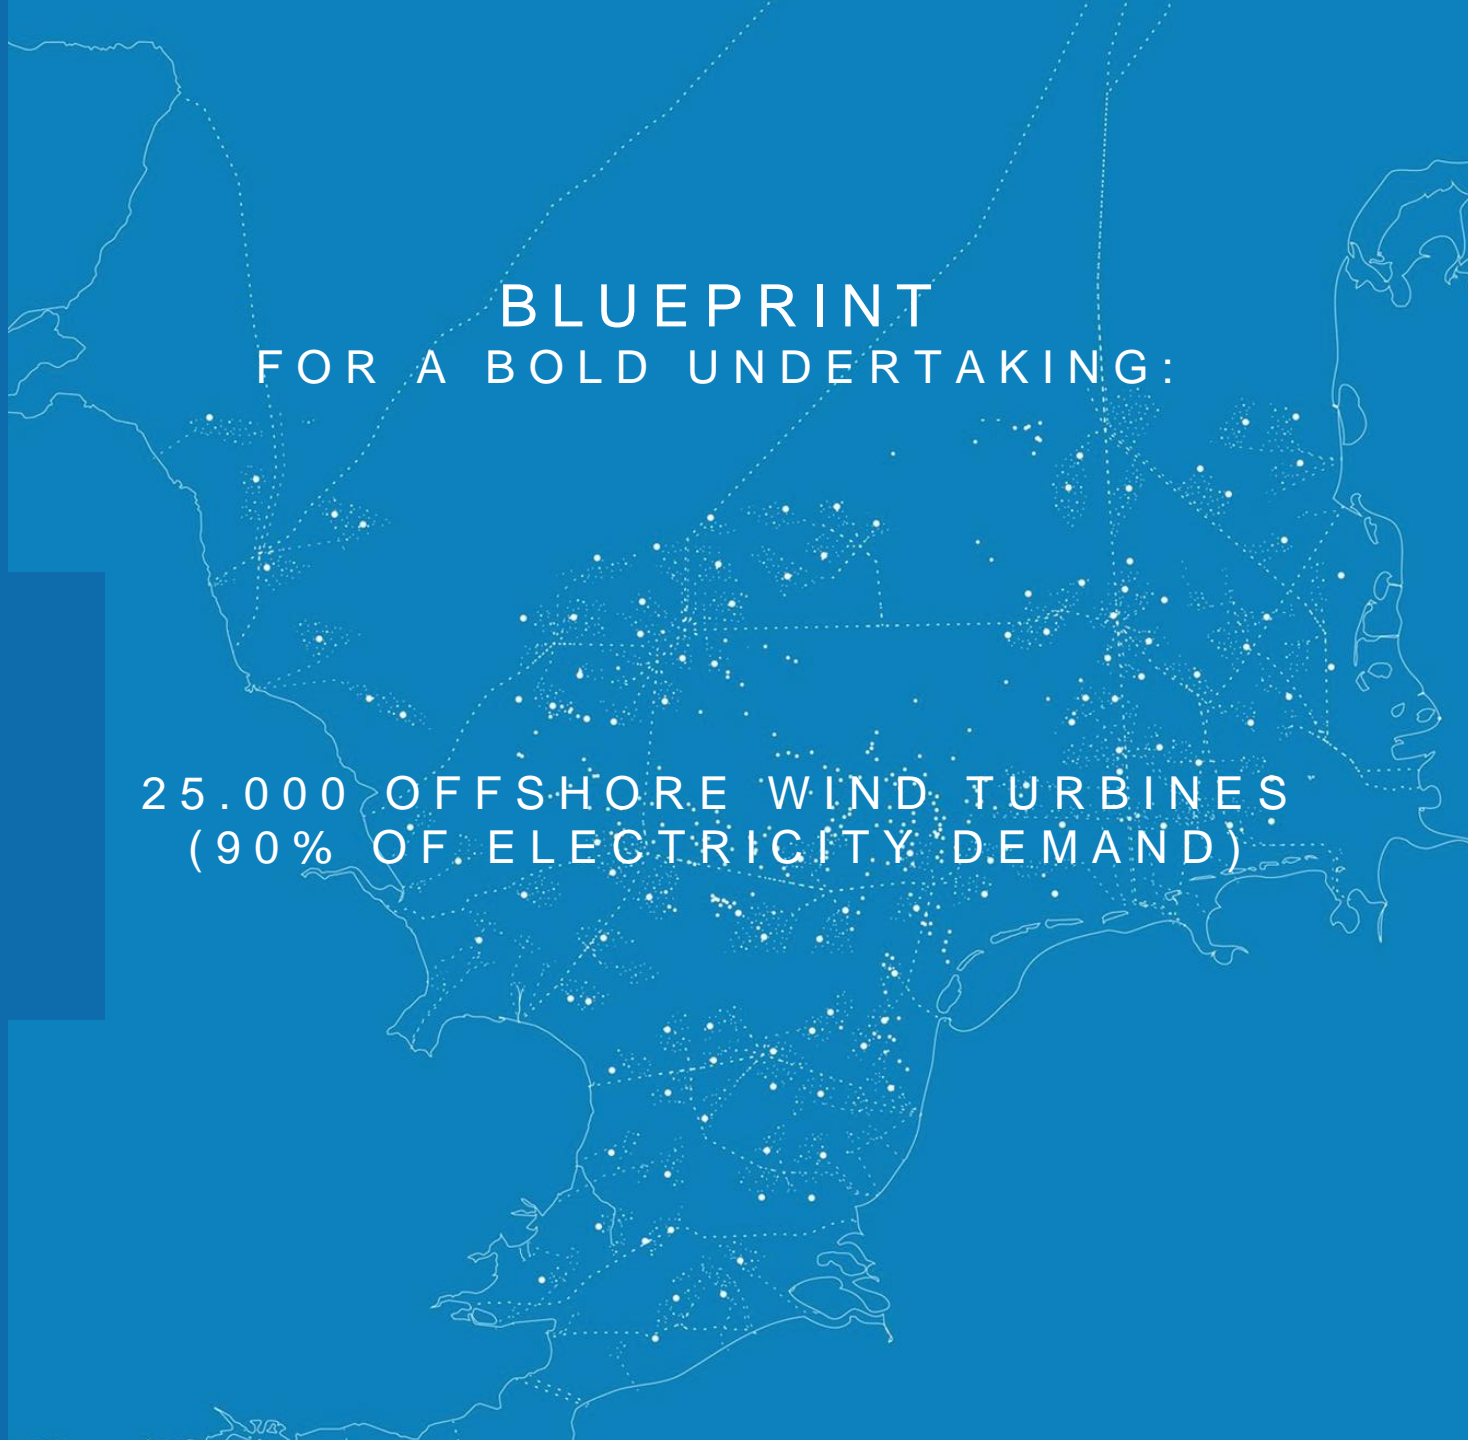 BLUEPRINT
FOR A BOLD UNDERTAKING:
25.000 OFFSHORE WIND TURBINES
(90% OF ELECTRICITY DEMAND)